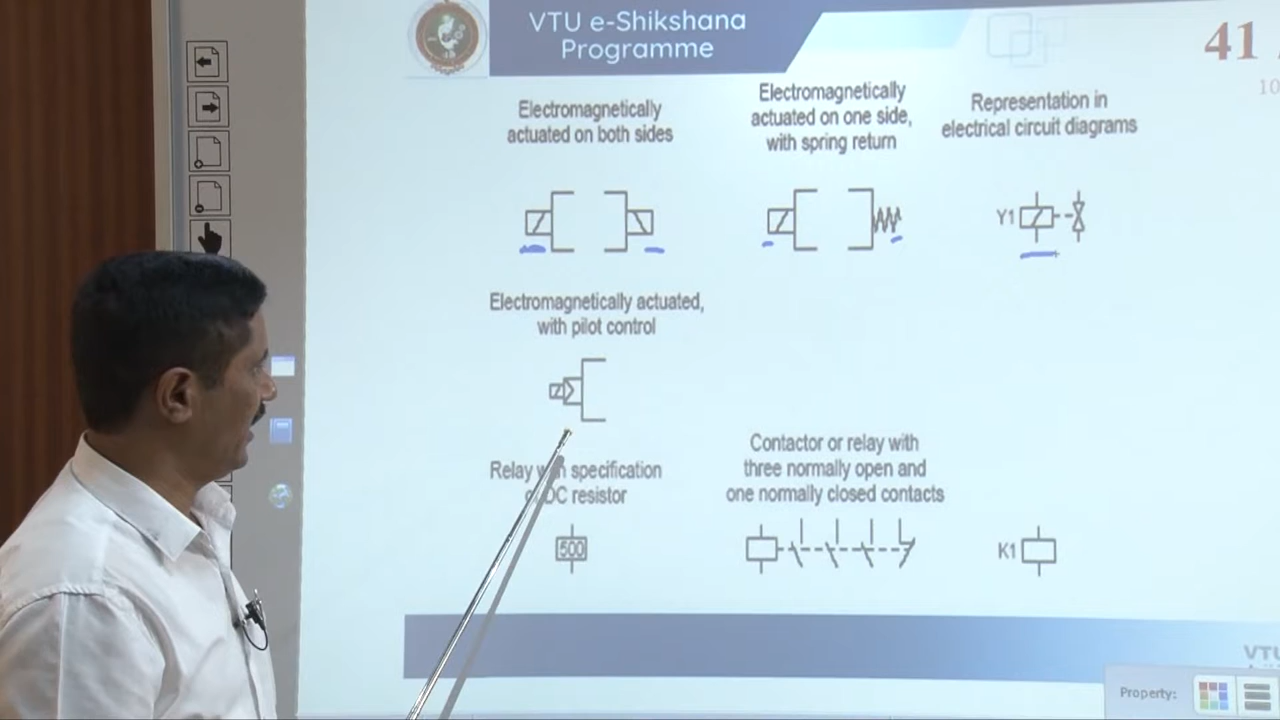 VTU e-Shikshana
Programme
41
10
Electromagnetically
actuated on both sides
Electromagnetically
actuated on one side,
with spring return
Representation in
electrical circuit diagrams
Y1
Electromagnetically actuated,
with pilot control
Relay specification
DC resistor
500
Contactor or relay with
three normally open and
one normally closed contacts
K1
VTU
Property: